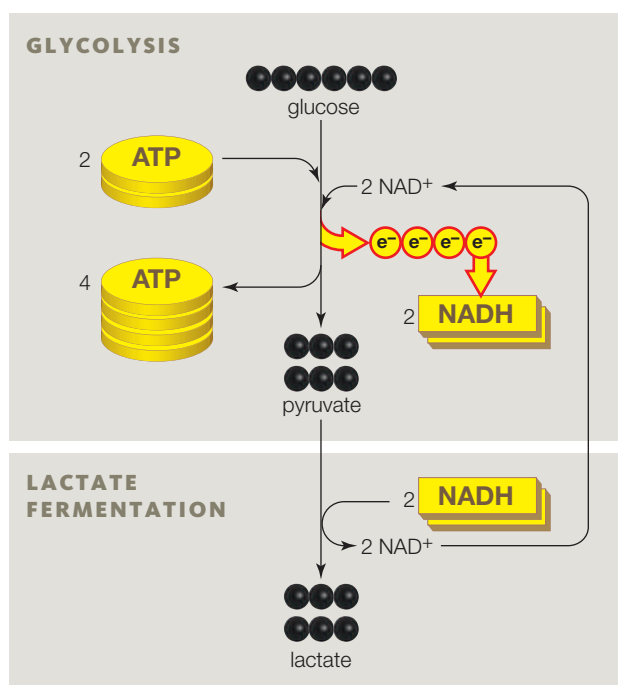 GLYCOLYSIS
glucose
2 ATP
2 NAD+
e– e– e– e–
4 ATP
2 NADH
pyruvate
LACTATE
FERMENTATION
2 NADH
2 NAD+
lactate